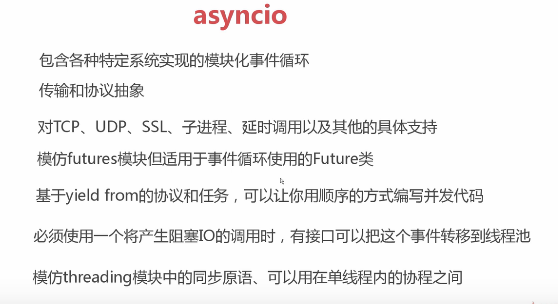 asyncio
包含各种特定系统实现的模块化事件循环
传输和协议抽象
对TCP、UDP、SSL、子进程、延时调用以及其他的具体支持
模仿futures模块但适用于事件循环使用的Future类
基于yield from的协议和任务，可以让你用顺序的方式编写并发代码
必须使用一个将产生阻塞IO的调用时，有接口可以把这个事件转移到线程池
模仿threading模块中的同步原语、可以用在单线程内的协程之间